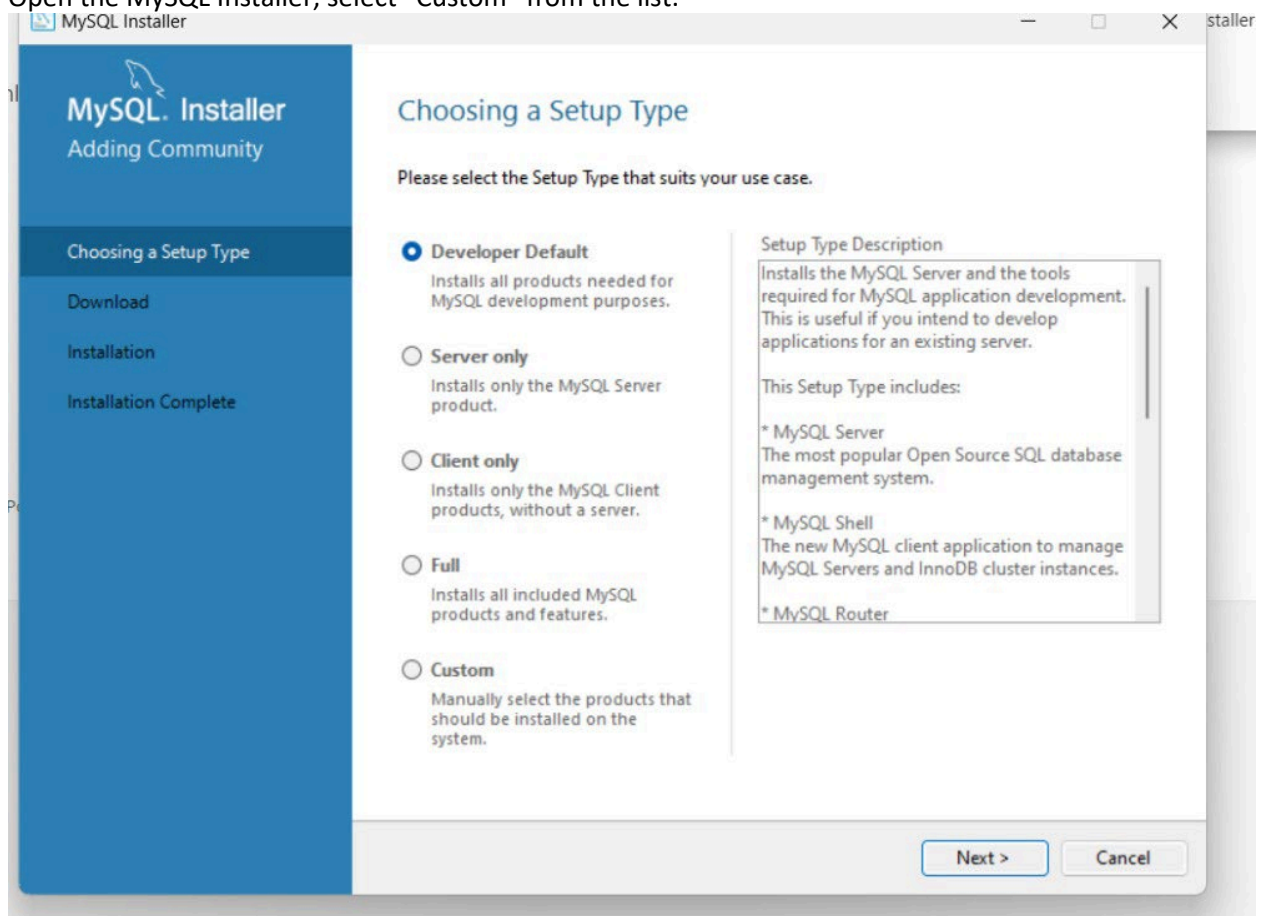 Open the MySQL Installer, select "Custom" from the list.
MySQL Installer
staller
MySQL. Installer
Adding Community
Choosing a Setup Type
Download
Installation
Installation Complete
Choosing a Setup Type
Please select the Setup Type that suits your use case.
Developer Default
Installs all products needed for
MySQL development purposes.
Server only
Installs only the MySQL Server
product.
Client only
Installs only the MySQL Client
products, without a server.
Full
Installs all included MySQL
products and features.
Custom
Manually select the products that
should be installed on the
system.
Setup Type Description
Installs the MySQL Server and the tools
required for MySQL application development.
This is useful if you intend to develop
applications for an existing server.
This Setup Type includes:
* MySQL Server
The most popular Open Source SQL database
management system.
* MySQL Shell
The new MySQL client application to manage
MySQL Servers and InnoDB cluster instances.
* MySQL Router
Next >
Cancel